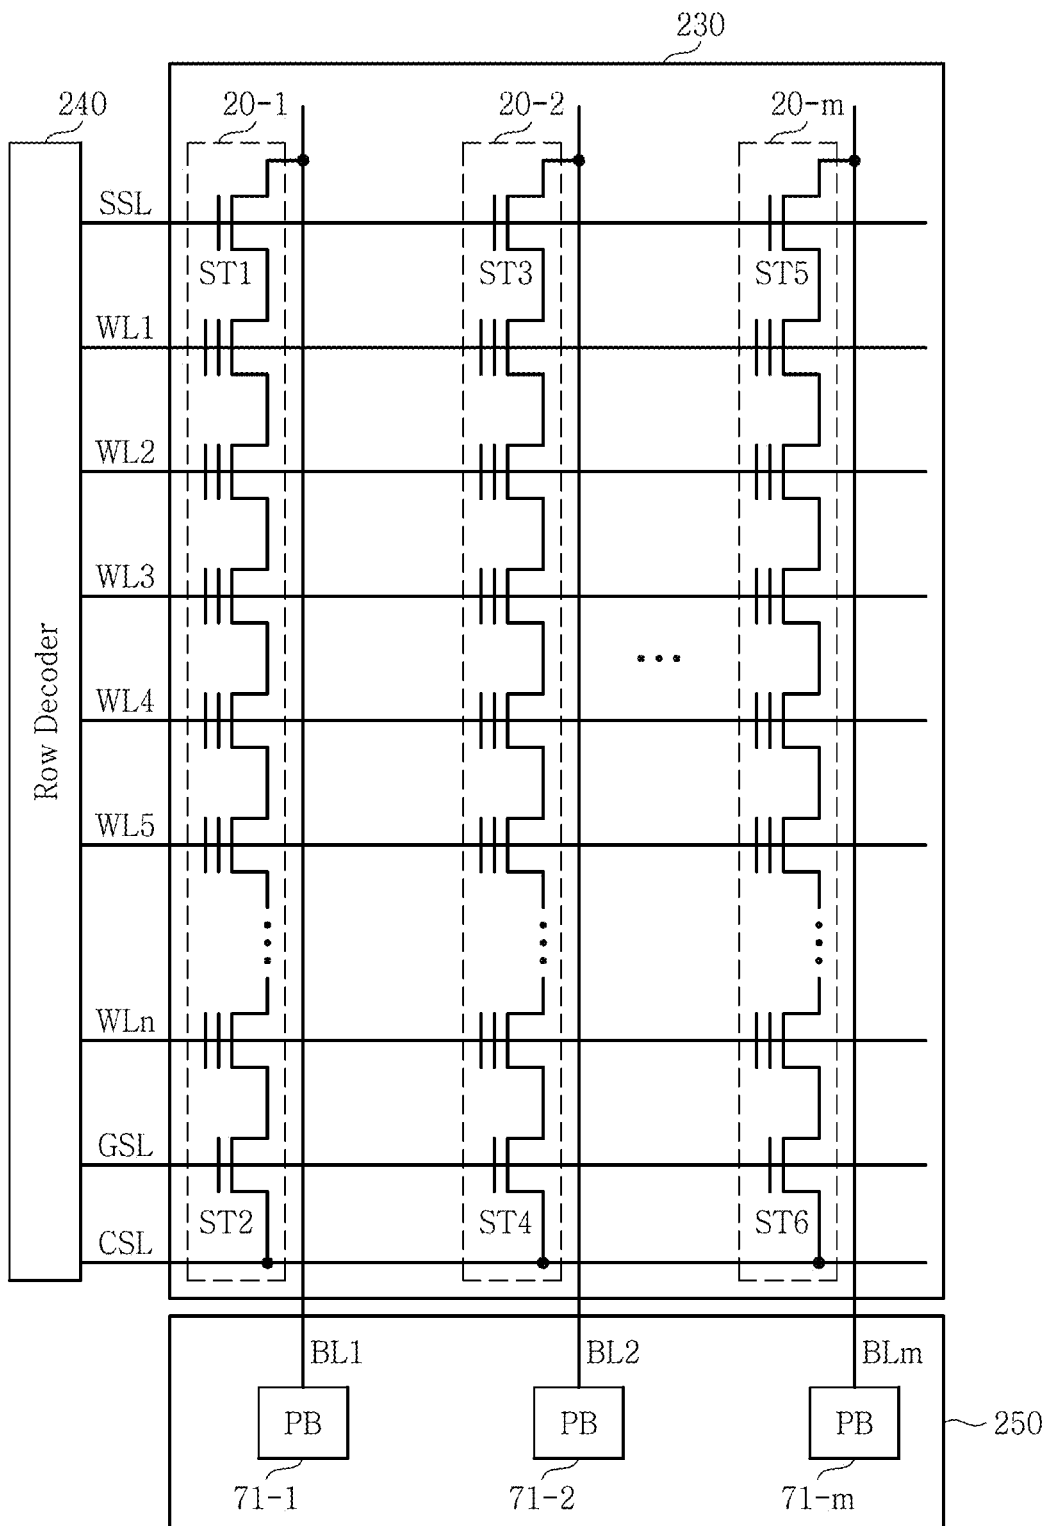 230
240
20-1
20-2
20-m
SSL
ST1
ST3
ST5
WL1
WL2
WL3
WL4
Row Decoder
WL5
WLn
GSL
ST2
ST4
ST6
CSL
BL1
BL2
BLm
PB
PB
PB
250
71-1
71-2
71-m